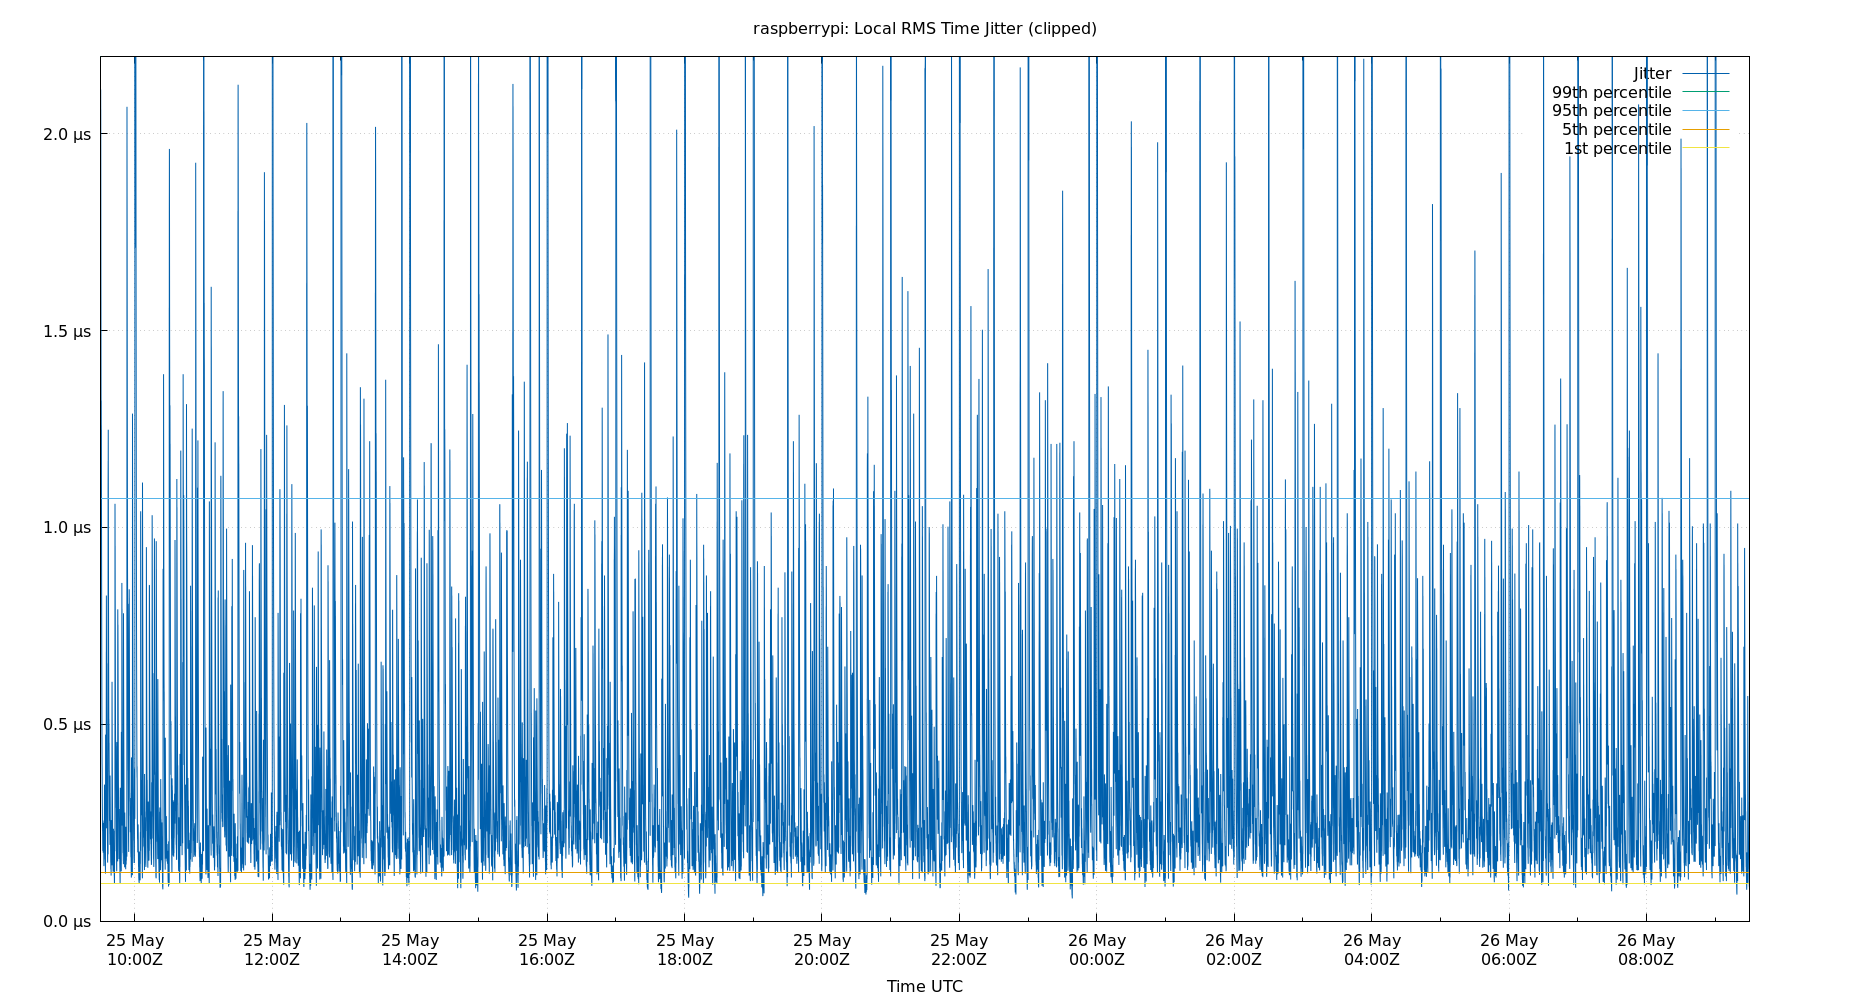 raspberrypi: Local RMS Time Jitter (clipped)
Jitter
99th percentile
95th percentile
5th percentile
1st percentile
2.0 µs
1.5 µs
1.0 µs
0.5 µs
0.0 µs
25 May 25 May 25 May 25 May 25 May 25 May 25 May 26 May 26 May 26 May 26 May 26 May
10:00Z 12:00Z 14:00Z 16:00Z 18:00Z 20:00Z 22:00Z 00:00Z 02:00Z 04:00Z 06:00Z 08:00Z
Time UTC